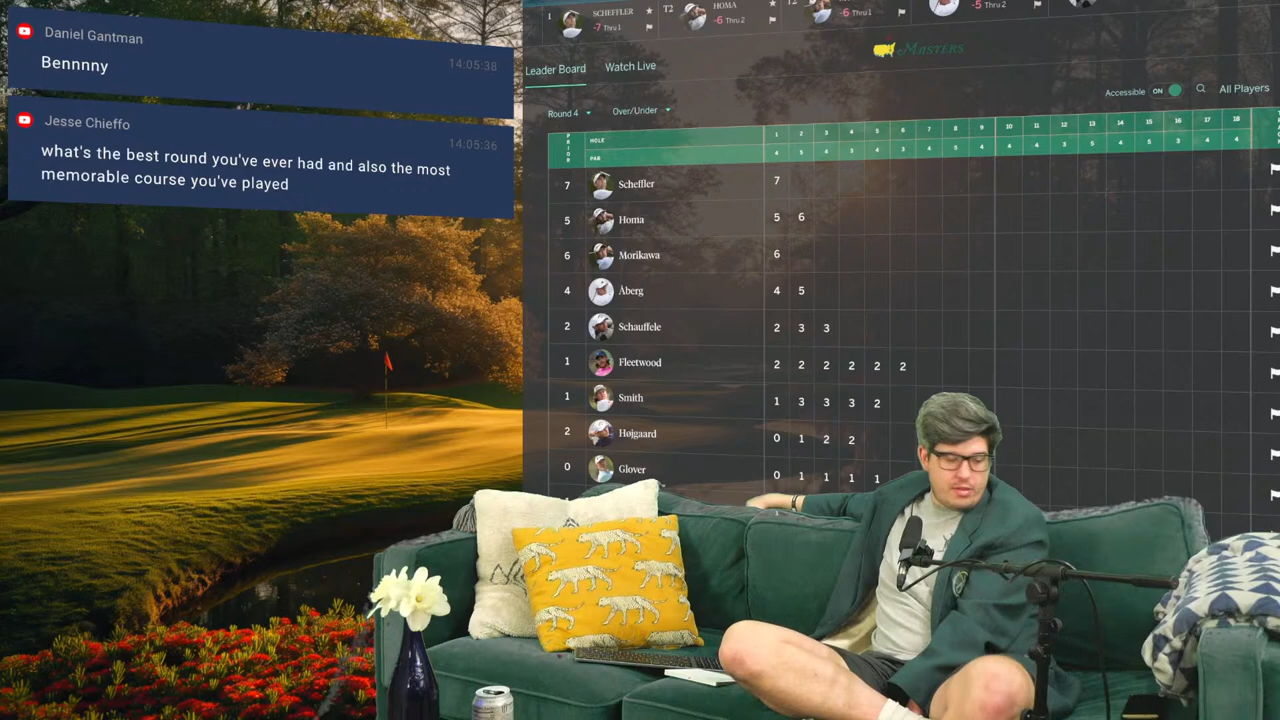 Daniel Gantman
Bennnny
14:05:38
Jesse Chieffo
14:05:36
what's the best round you've ever had and also the most
memorable course you've played
1 SCHEFFLER -7 Thru 1
T2 HOMA -6 Thru 2
-6 Thru 1
-5 Thru 2
MASTERS
Leader Board Watch Live
Accessible ON All Players
Round 4 Over/Under
PRIOR HOLE 1 2 3 4 5 6 7 8 9 10 11 12 13 14 15 16 17 18
PAR 4 5 4 3 4 3 4 5 4 4 4 3 5 4 5 3 4 4
7 Scheffler 7
5 Homa 5 6
6 Morikawa 6
4 Åberg 4 5
2 Schauffele 2 3 3
1 Fleetwood 2 2 2 2 2 2
1 Smith 1 3 3 3 2
2 Højgaard 0 1 2 2
0 Glover 0 1 1 1 1